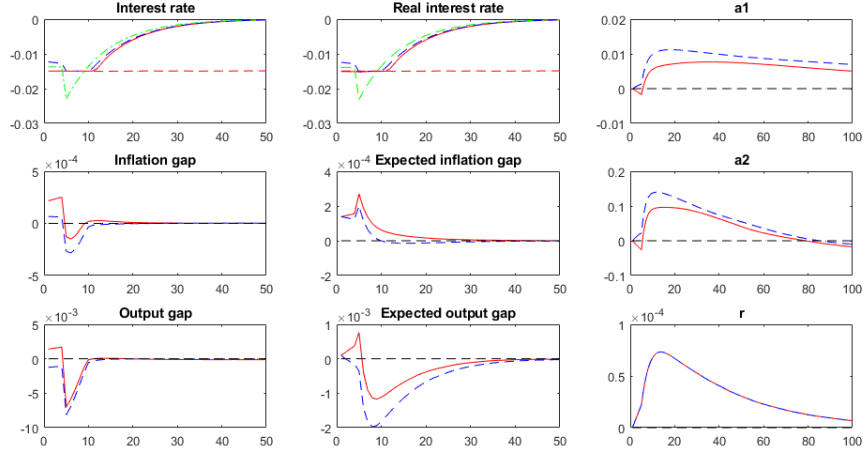 Interest rate
0
-0.01
-0.02
-0.03
0 10 20 30 40 50
Real interest rate
0
-0.01
-0.02
-0.03
0 10 20 30 40 50
a1
0.02
0.01
0
-0.01
0 20 40 60 80 100
Inflation gap
×10⁻⁴
5
0
-5
0 10 20 30 40 50
Expected inflation gap
×10⁻⁴
4
2
0
-2
0 10 20 30 40 50
a2
0.2
0.1
0
-0.1
0 20 40 60 80 100
Output gap
×10⁻³
5
0
-5
-10
0 10 20 30 40 50
Expected output gap
×10⁻³
1
0
-1
-2
0 10 20 30 40 50
r
×10⁻⁴
1
0.5
0
0 20 40 60 80 100